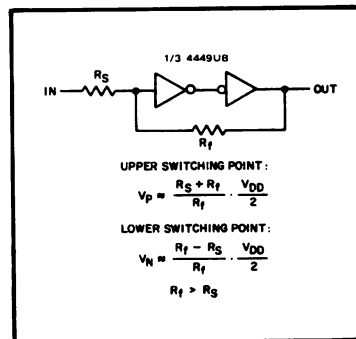 1/3 4449UB
RS
IN
OUT
Rf
UPPER SWITCHING POINT:
VP ≈ (RS + Rf) / Rf · VDD / 2
LOWER SWITCHING POINT:
VN ≈ (Rf − RS) / Rf · VDD / 2
Rf > RS